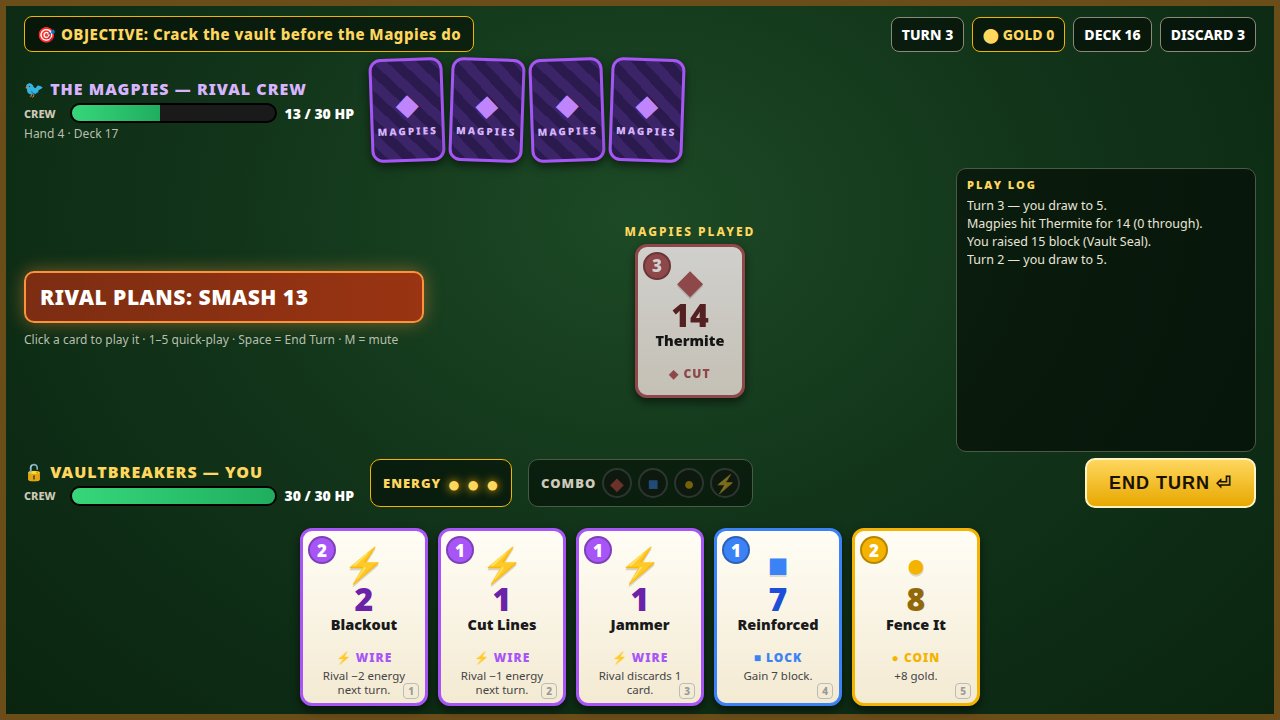 🎯 OBJECTIVE: Crack the vault before the Magpies do
TURN 3
GOLD 0
DECK 16
DISCARD 3
🐦 THE MAGPIES — RIVAL CREW
CREW
13 / 30 HP
Hand 4 · Deck 17
◆
MAGPIES
◆
MAGPIES
◆
MAGPIES
◆
MAGPIES
PLAY LOG
Turn 3 — you draw to 5.
Magpies hit Thermite for 14 (0 through).
You raised 15 block (Vault Seal).
Turn 2 — you draw to 5.
MAGPIES PLAYED
3
◆
14
Thermite
◆ CUT
RIVAL PLANS: SMASH 13
Click a card to play it · 1–5 quick-play · Space = End Turn · M = mute
🔓 VAULTBREAKERS — YOU
CREW
30 / 30 HP
ENERGY ● ● ●
COMBO ◆ ■ ● ⚡
END TURN ⏎
2
⚡
2
Blackout
⚡ WIRE
Rival −2 energy
next turn.
1
1
⚡
1
Cut Lines
⚡ WIRE
Rival −1 energy
next turn.
2
1
⚡
1
Jammer
⚡ WIRE
Rival discards 1
card.
3
1
■
7
Reinforced
■ LOCK
Gain 7 block.
4
2
●
8
Fence It
● COIN
+8 gold.
5